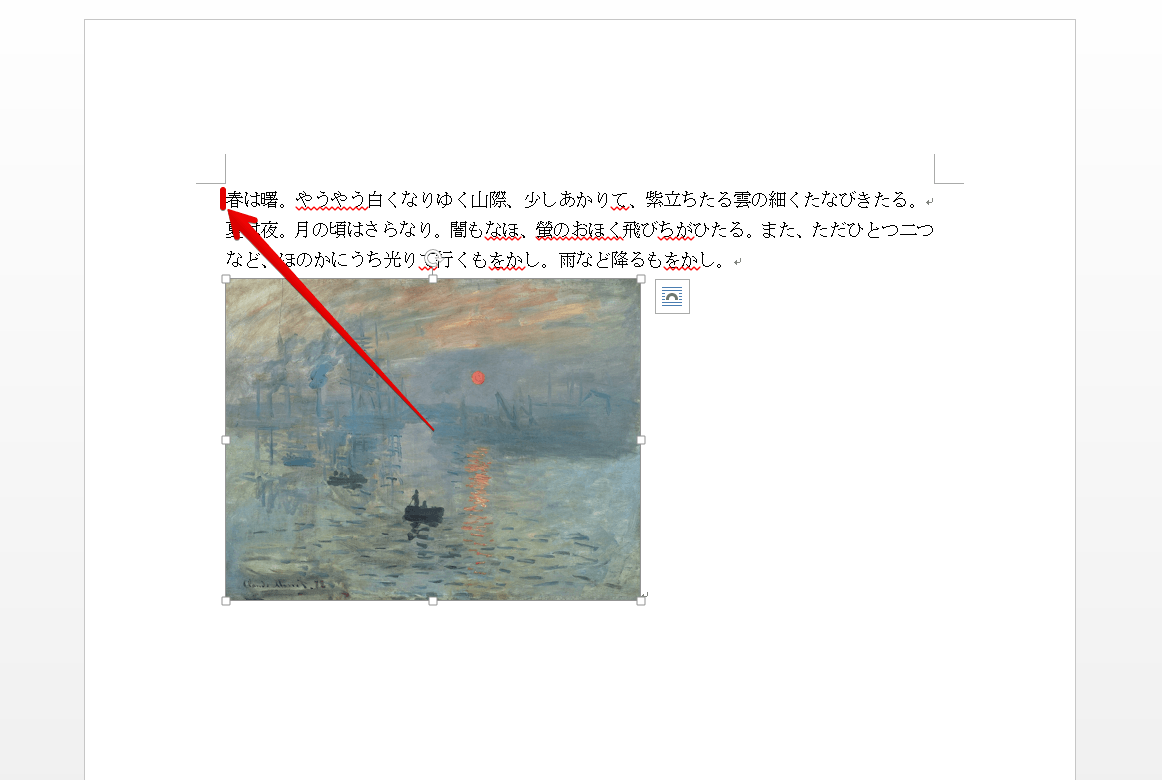 春は曙。やうやう白くなりゆく山際、少しあかりて、紫立ちたる雲の細くたなびきたる。
夏は夜。月の頃はさらなり。闇もなほ、螢のおほく飛びちがひたる。また、ただひとつ二つ
など、ほのかにうち光りて行くもをかし。雨など降るもをかし。